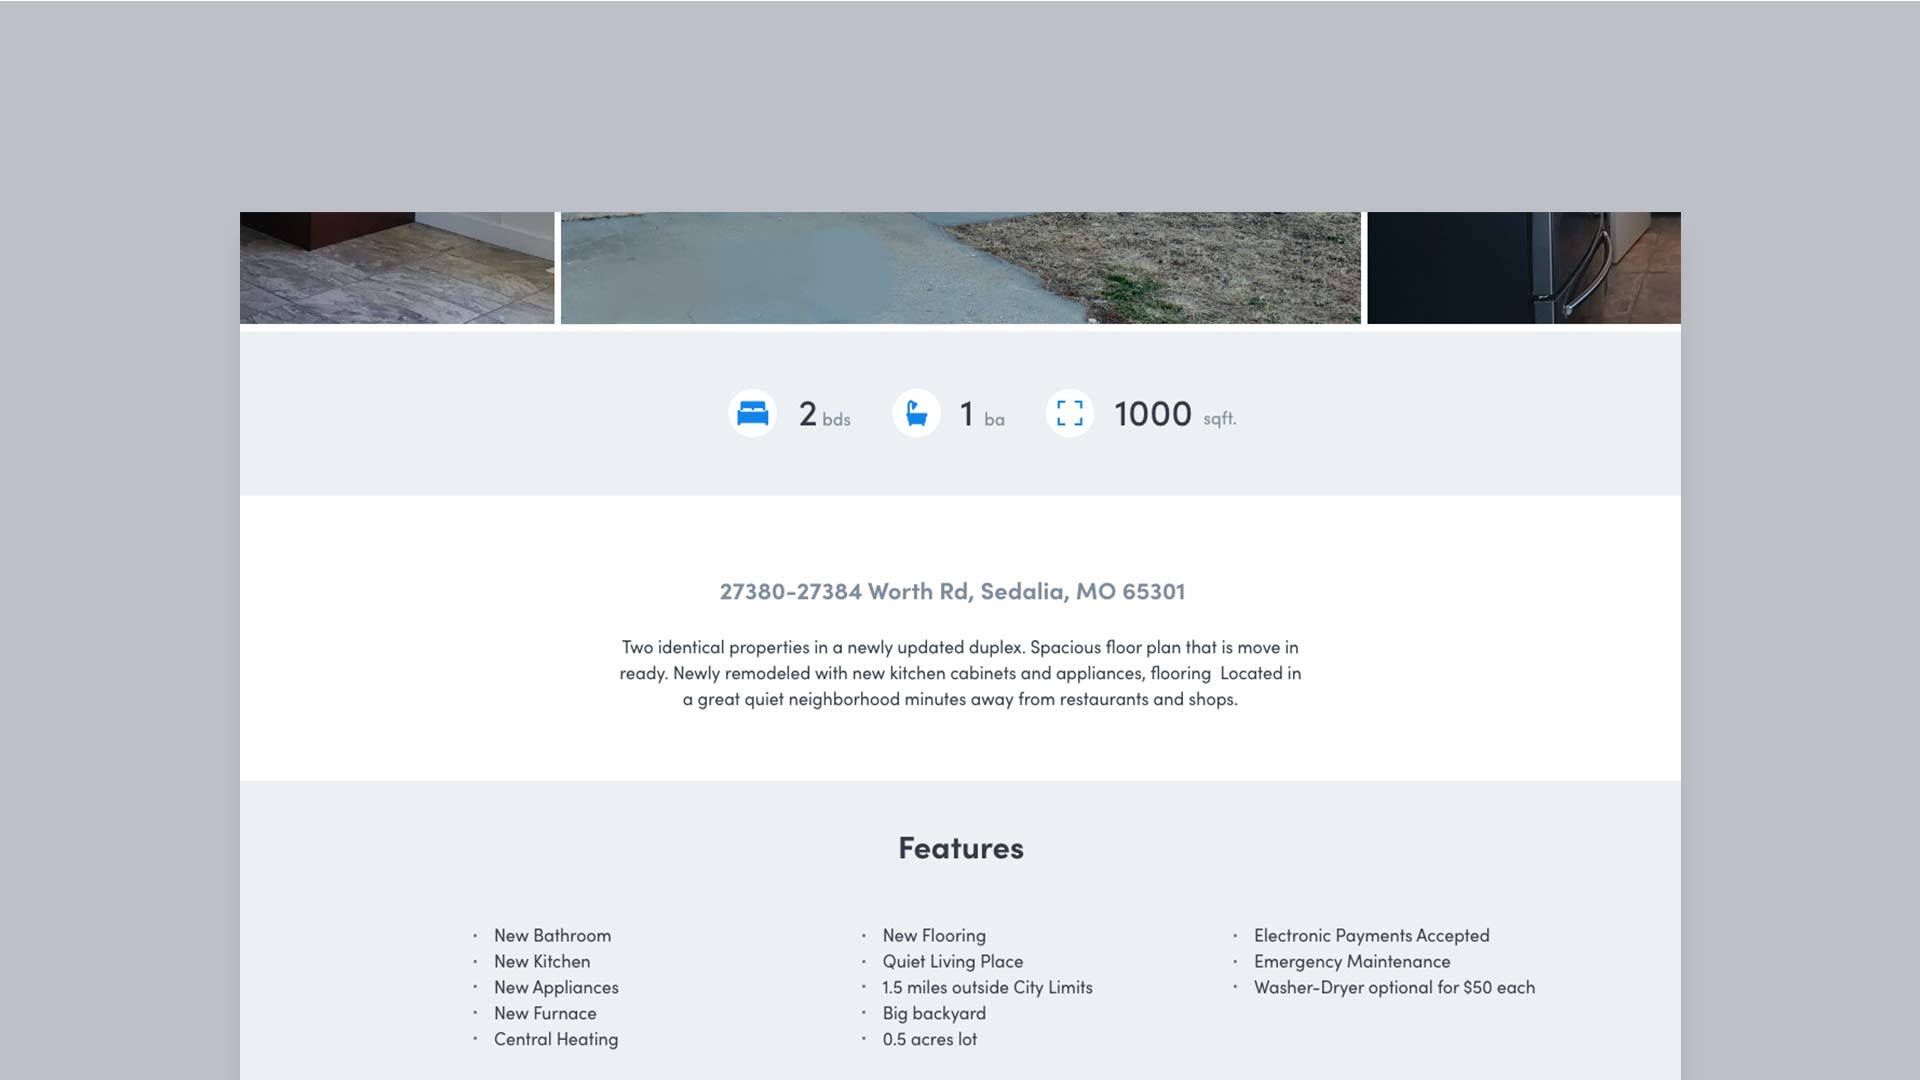 2 bds 1 ba 1000 sqft.
27380-27384 Worth Rd, Sedalia, MO 65301
Two identical properties in a newly updated duplex. Spacious floor plan that is move in
ready. Newly remodeled with new kitchen cabinets and appliances, flooring  Located in
a great quiet neighborhood minutes away from restaurants and shops.
Features
· New Bathroom
· New Kitchen
· New Appliances
· New Furnace
· Central Heating
· New Flooring
· Quiet Living Place
· 1.5 miles outside City Limits
· Big backyard
· 0.5 acres lot
· Electronic Payments Accepted
· Emergency Maintenance
· Washer-Dryer optional for $50 each